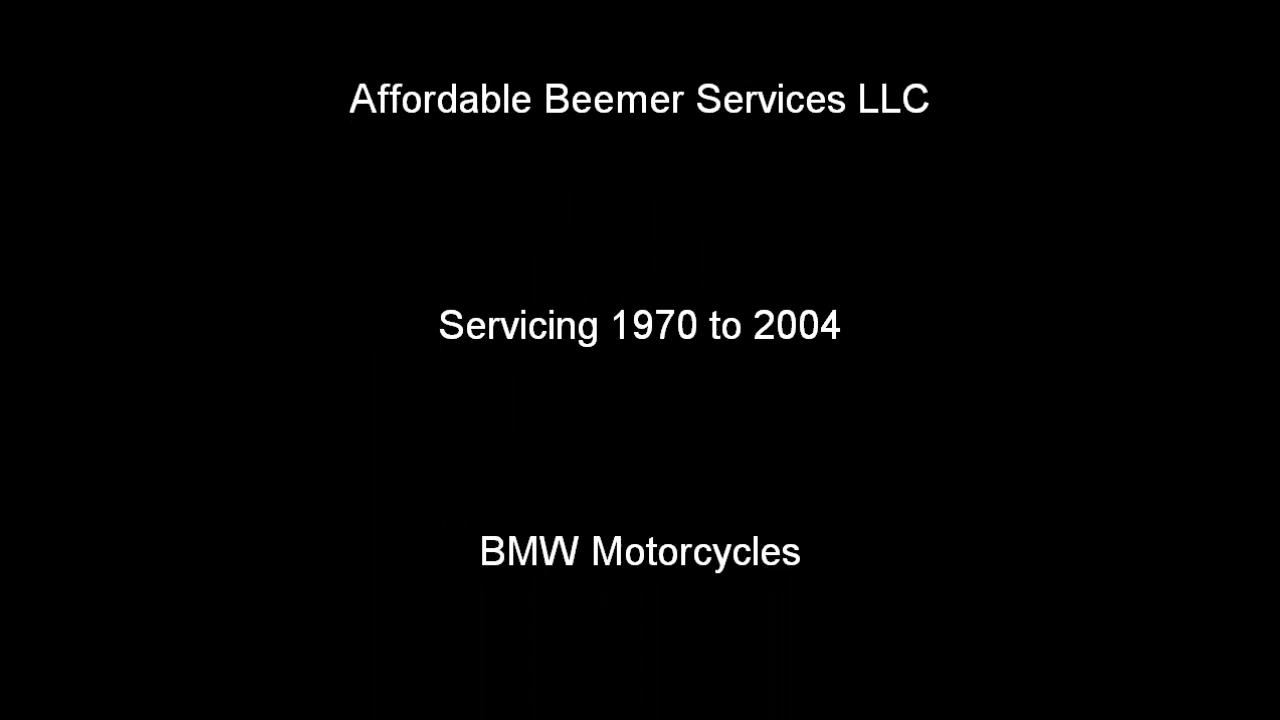 Affordable Beemer Services LLC
Servicing 1970 to 2004
BMW Motorcycles